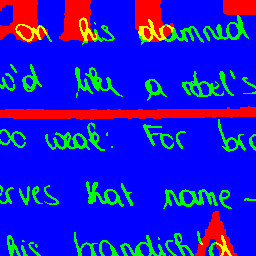 on his damned
w'd like a rebel's
oo weak: For bra
erves that name -
his brandish'd